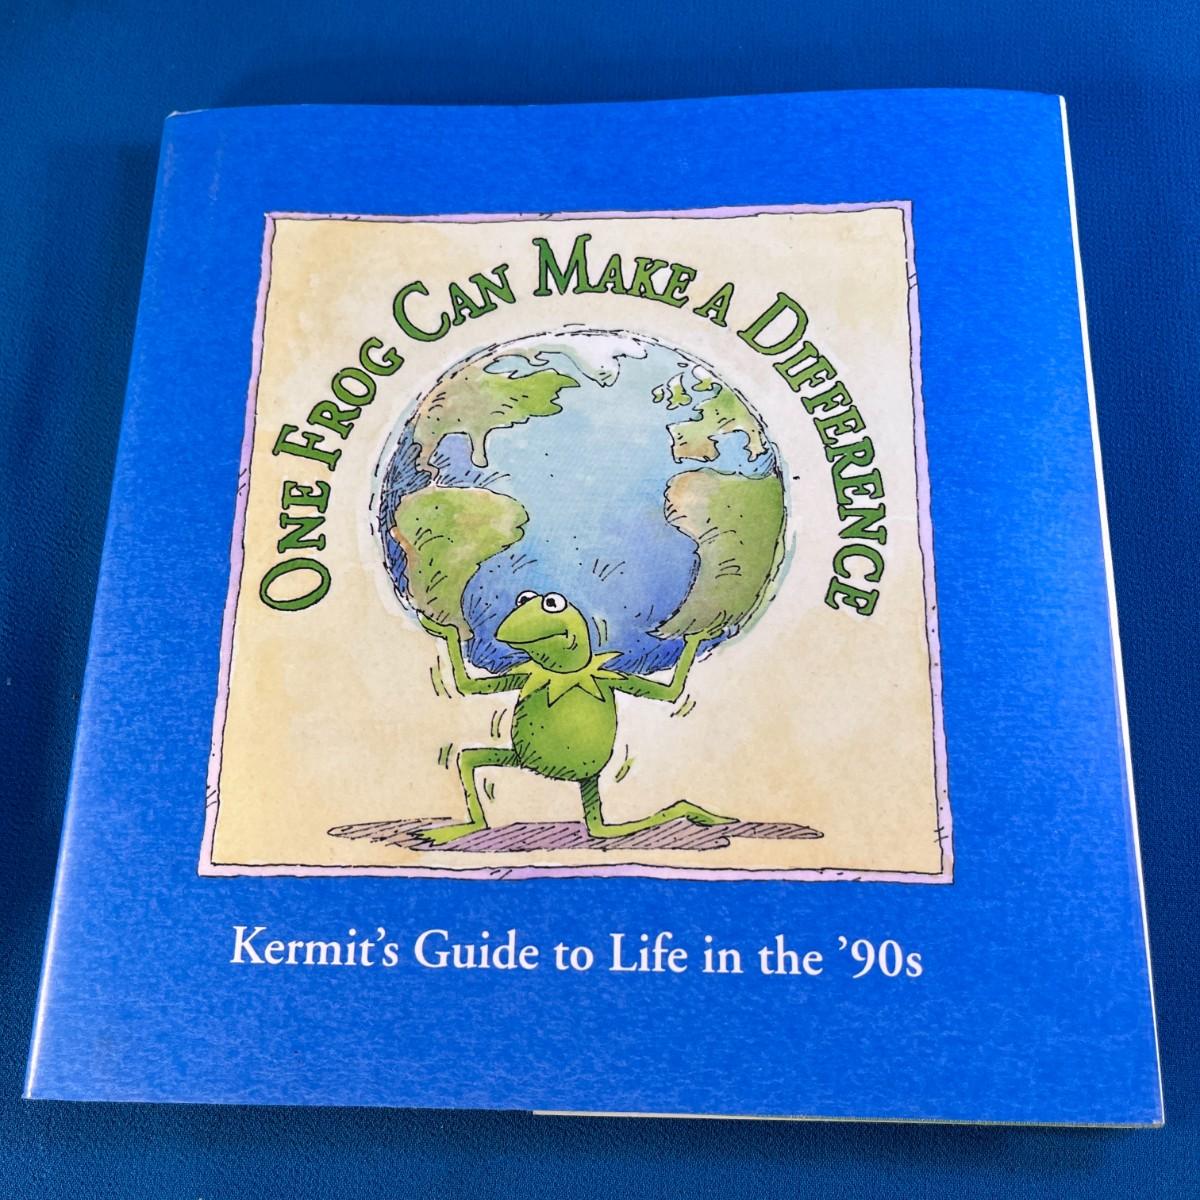 ONE FROG CAN MAKE A DIFFERENCE
Kermit's Guide to Life in the ’90s